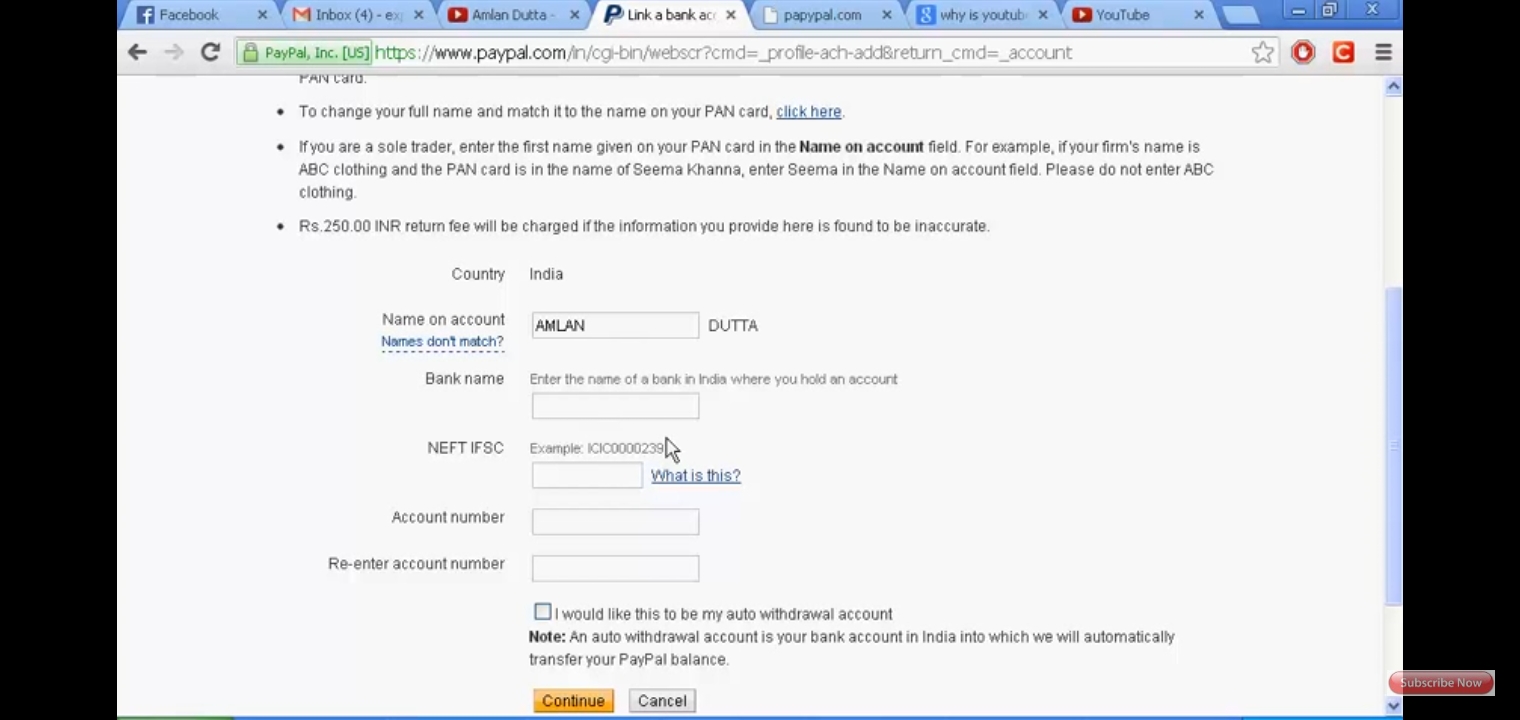 Facebook
Inbox (4) - ex
Amlan Dutta -
Link a bank acc
papypal.com
why is youtub
YouTube
PayPal, Inc. [US] https://www.paypal.com/in/cgi-bin/webscr?cmd=_profile-ach-add&return_cmd=_account
PAN card.
• To change your full name and match it to the name on your PAN card, click here.
• If you are a sole trader, enter the first name given on your PAN card in the Name on account field. For example, if your firm's name is
ABC clothing and the PAN card is in the name of Seema Khanna, enter Seema in the Name on account field. Please do not enter ABC
clothing.
• Rs.250.00 INR return fee will be charged if the information you provide here is found to be inaccurate.
Country India
Name on account AMLAN DUTTA
Names don't match?
Bank name Enter the name of a bank in India where you hold an account
NEFT IFSC Example: ICIC0000239
What is this?
Account number
Re-enter account number
I would like this to be my auto withdrawal account
Note: An auto withdrawal account is your bank account in India into which we will automatically
transfer your PayPal balance.
Continue Cancel
Subscribe Now